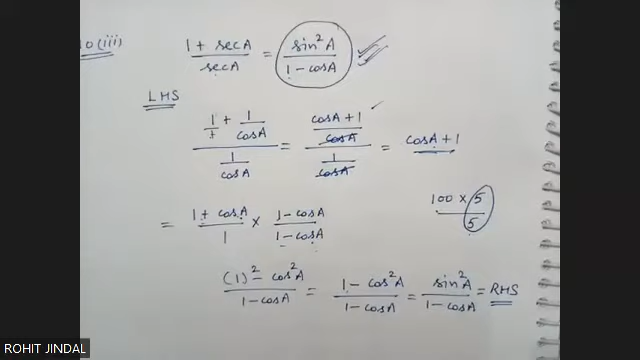 10(iii)
(1 + secA)/secA = sin²A/(1 - cosA)
LHS
(1/1 + 1/cosA)/(1/cosA) = ((cosA + 1)/cosA)/(1/cosA) = cosA + 1
= (1 + cosA)/1 × (1 - cosA)/(1 - cosA)
(100 × 5)/5
((1)² - cos²A)/(1 - cosA) = (1 - cos²A)/(1 - cosA) = sin²A/(1 - cosA) = RHS
ROHIT JINDAL